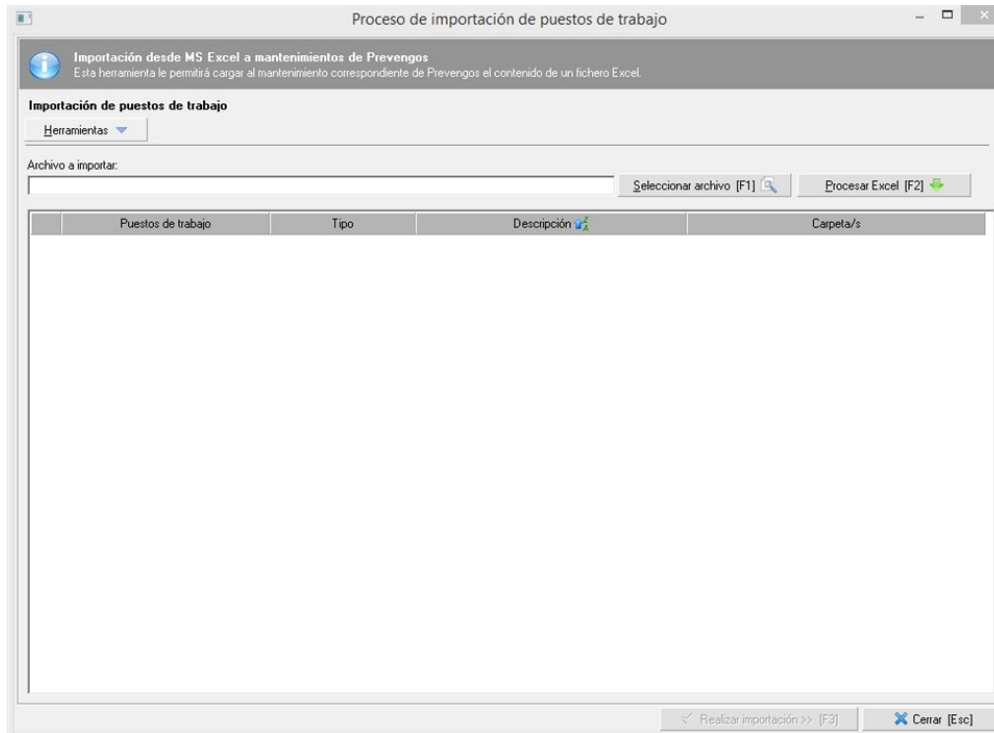 Proceso de importación de puestos de trabajo
Importación desde MS Excel a mantenimientos de Prevengos
Esta herramienta le permitirá cargar al mantenimiento correspondiente de Prevengos el contenido de un fichero Excel.
Importación de puestos de trabajo
Herramientas
Archivo a importar:
Seleccionar archivo [F1] Procesar Excel [F2]
Puestos de trabajo Tipo Descripción Carpeta/s
Realizar importación >> [F3] Cerrar [Esc]